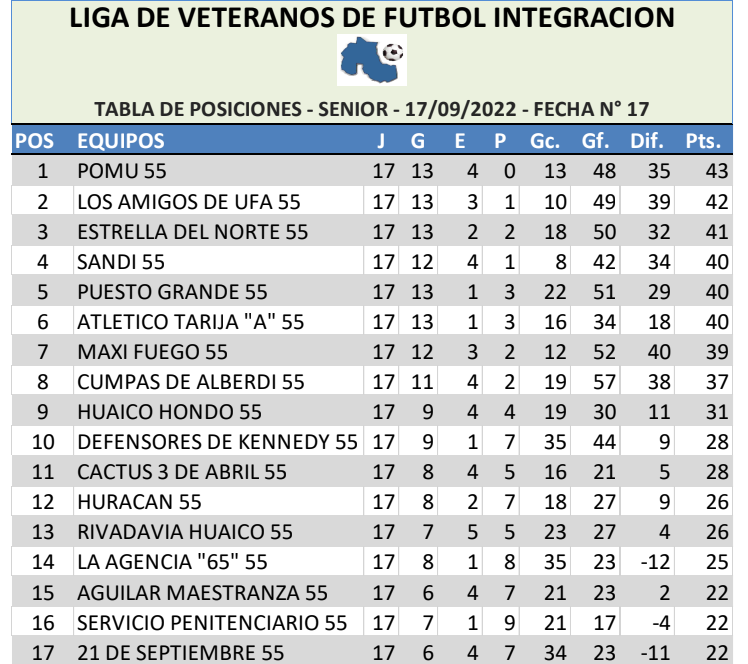 LIGA DE VETERANOS DE FUTBOL INTEGRACION
TABLA DE POSICIONES - SENIOR - 17/09/2022 - FECHA N° 17
POS EQUIPOS J G E P Gc. Gf. Dif. Pts.
1 POMU 55 17 13 4 0 13 48 35 43
2 LOS AMIGOS DE UFA 55 17 13 3 1 10 49 39 42
3 ESTRELLA DEL NORTE 55 17 13 2 2 18 50 32 41
4 SANDI 55 17 12 4 1 8 42 34 40
5 PUESTO GRANDE 55 17 13 1 3 22 51 29 40
6 ATLETICO TARIJA "A" 55 17 13 1 3 16 34 18 40
7 MAXI FUEGO 55 17 12 3 2 12 52 40 39
8 CUMPAS DE ALBERDI 55 17 11 4 2 19 57 38 37
9 HUAICO HONDO 55 17 9 4 4 19 30 11 31
10 DEFENSORES DE KENNEDY 55 17 9 1 7 35 44 9 28
11 CACTUS 3 DE ABRIL 55 17 8 4 5 16 21 5 28
12 HURACAN 55 17 8 2 7 18 27 9 26
13 RIVADAVIA HUAICO 55 17 7 5 5 23 27 4 26
14 LA AGENCIA "65" 55 17 8 1 8 35 23 -12 25
15 AGUILAR MAESTRANZA 55 17 6 4 7 21 23 2 22
16 SERVICIO PENITENCIARIO 55 17 7 1 9 21 17 -4 22
17 21 DE SEPTIEMBRE 55 17 6 4 7 34 23 -11 22